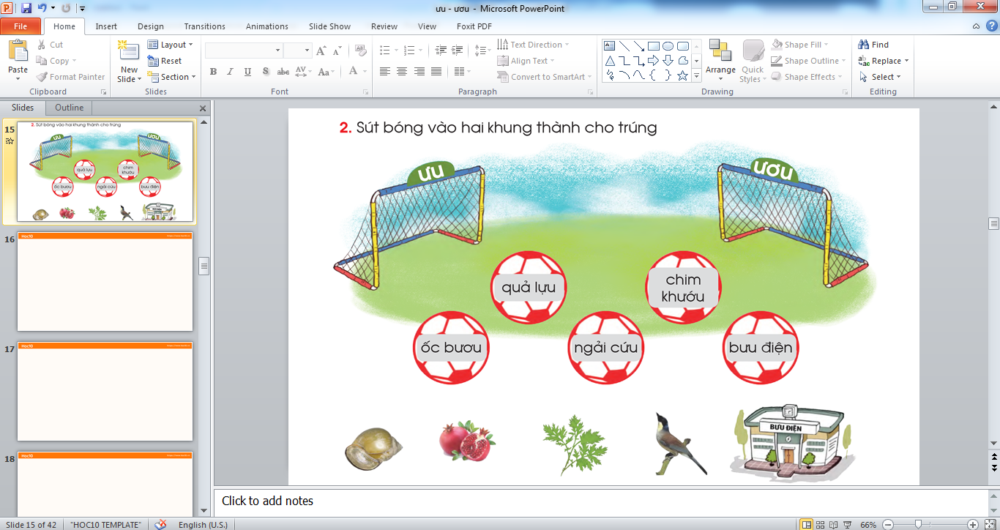 ưu - ươu - Microsoft PowerPoint
File Home Insert Design Transitions Animations Slide Show Review View Foxit PDF
Paste
Cut
Copy
Format Painter
Clipboard
New Slide
Layout
Reset
Section
Slides
B I U S abc AV Aa A
Font
Text Direction
Align Text
Convert to SmartArt
Paragraph
Arrange
Quick Styles
Shape Fill
Shape Outline
Shape Effects
Drawing
Find
Replace
Select
Editing
Slides Outline
15
2. Sút bóng vào hai khung thành cho trúng
ưu
ươu
quả lựu
chim
khướu
ốc bươu
ngải cứu
bưu điện
BƯU ĐIỆN
16
Hoc10
17
Hoc10
18
Hoc10
2. Sút bóng vào hai khung thành cho trúng
ưu
ươu
quả lựu
chim
khướu
ốc bươu
ngải cứu
bưu điện
BƯU ĐIỆN
Click to add notes
Slide 15 of 42
"HOC10 TEMPLATE"
English (U.S.)
66%